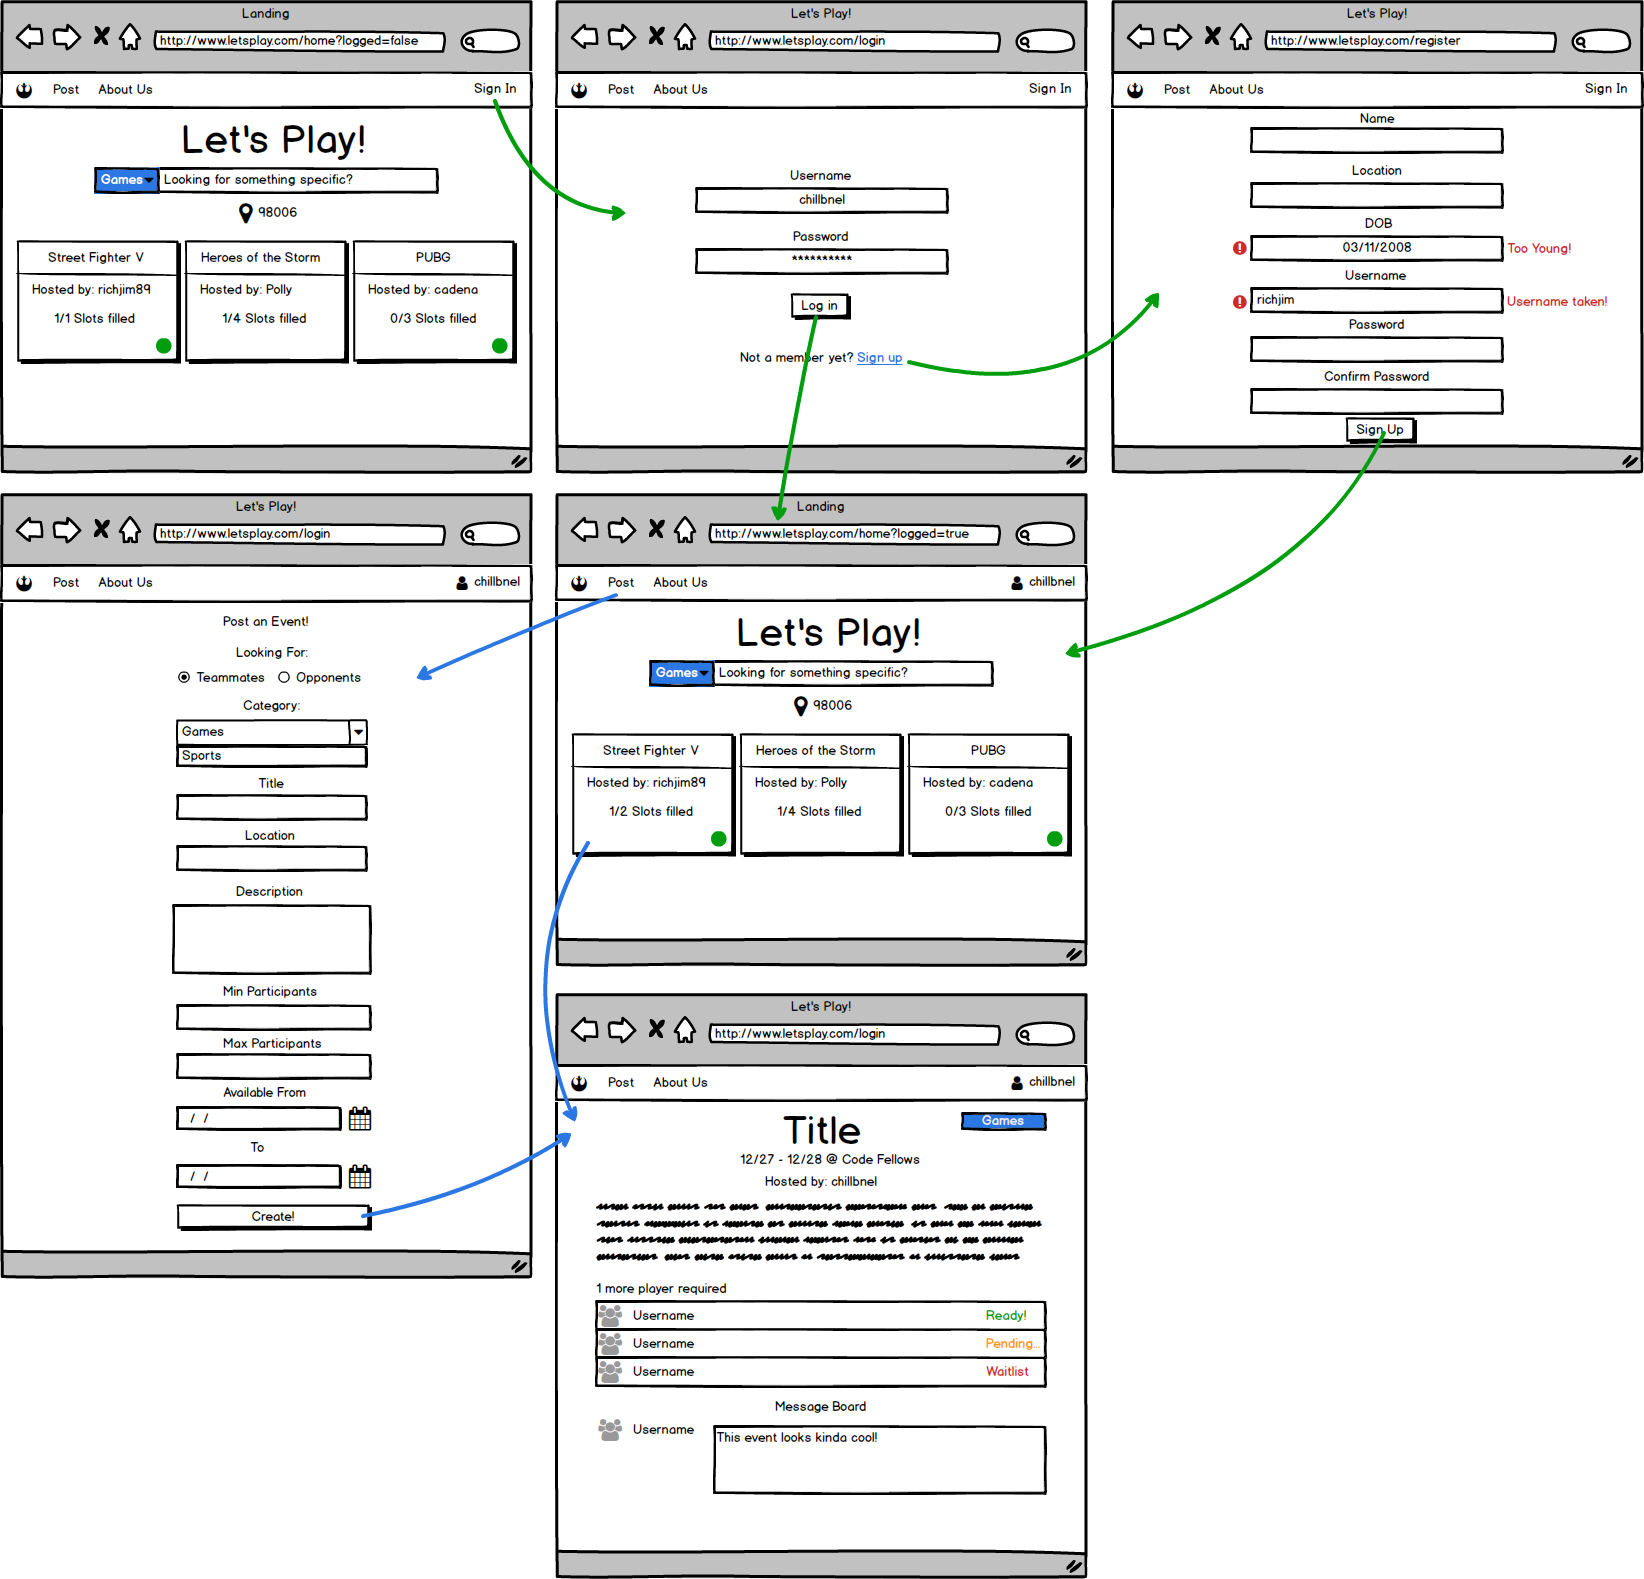 Landing
http://www.letsplay.com/home?logged=false
Post About Us Sign In
Let's Play!
Games Looking for something specific?
98006
Street Fighter V
Hosted by: richjim89
1/1 Slots filled
Heroes of the Storm
Hosted by: Polly
1/4 Slots filled
PUBG
Hosted by: cadena
0/3 Slots filled
Let's Play!
http://www.letsplay.com/login
Post About Us Sign In
Username
chillbnel
Password
**********
Log in
Not a member yet? Sign up
Let's Play!
http://www.letsplay.com/register
Post About Us Sign In
Name
Location
DOB
03/11/2008 Too Young!
Username
richjim Username taken!
Password
Confirm Password
Sign Up
Let's Play!
http://www.letsplay.com/login
Post About Us chillbnel
Post an Event!
Looking For:
Teammates Opponents
Category:
Games
Sports
Title
Location
Description
Min Participants
Max Participants
Available From
/ /
To
/ /
Create!
Landing
http://www.letsplay.com/home?logged=true
Post About Us chillbnel
Let's Play!
Games Looking for something specific?
98006
Street Fighter V
Hosted by: richjim89
1/2 Slots filled
Heroes of the Storm
Hosted by: Polly
1/4 Slots filled
PUBG
Hosted by: cadena
0/3 Slots filled
Let's Play!
http://www.letsplay.com/login
Post About Us chillbnel
Title
Games
12/27 - 12/28 @ Code Fellows
Hosted by: chillbnel
1 more player required
Username Ready!
Username Pending...
Username Waitlist
Message Board
Username This event looks kinda cool!